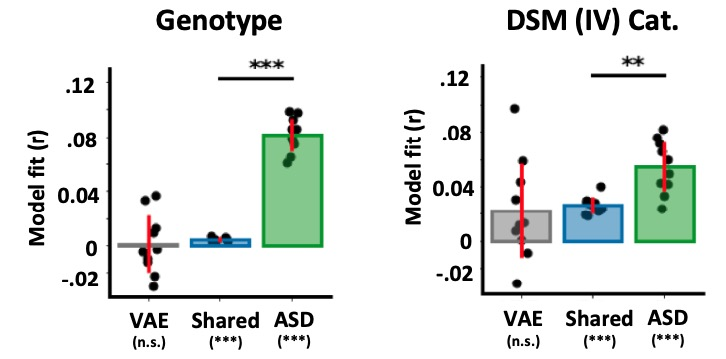 Genotype
***
.12
.08
0.04
0
-.02
Model fit (r)
VAE
(n.s.)
Shared
(***)
ASD
(***)
DSM (IV) Cat.
**
.12
.08
0.04
0
-.02
Model fit (r)
VAE
(n.s.)
Shared
(***)
ASD
(***)